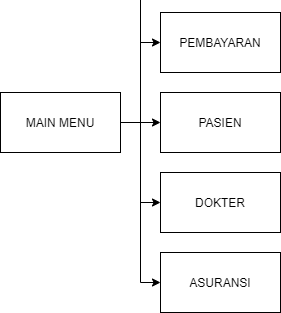 PEMBAYARAN
MAIN MENU
PASIEN
DOKTER
ASURANSI